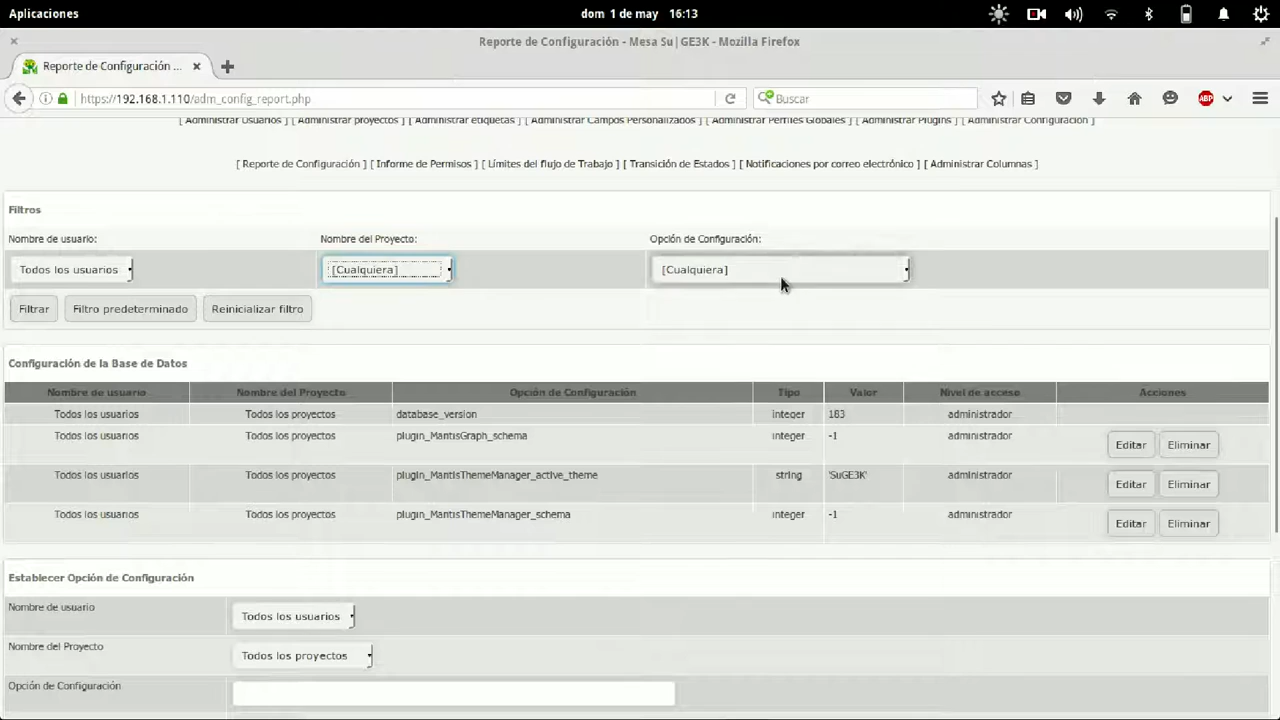 Aplicaciones
dom 1 de may 16:13
Reporte de Configuración - Mesa Su|GE3K - Mozilla Firefox
Reporte de Configuración ...
https://192.168.1.110/adm_config_report.php
Buscar
ABP
[ Administrar Usuarios ] [ Administrar proyectos ] [ Administrar etiquetas ] [ Administrar Campos Personalizados ] [ Administrar Perfiles Globales ] [ Administrar Plugins ] [ Administrar Configuración ]
[ Reporte de Configuración ] [ Informe de Permisos ] [ Límites del flujo de Trabajo ] [ Transición de Estados ] [ Notificaciones por correo electrónico ] [ Administrar Columnas ]
Filtros
Nombre de usuario: Nombre del Proyecto: Opción de Configuración:
Todos los usuarios [Cualquiera] [Cualquiera]
Filtrar Filtro predeterminado Reinicializar filtro
Configuración de la Base de Datos
Nombre de usuario Nombre del Proyecto Opción de Configuración Tipo Valor Nivel de acceso Acciones
Todos los usuarios Todos los proyectos database_version integer 183 administrador
Todos los usuarios Todos los proyectos plugin_MantisGraph_schema integer -1 administrador Editar Eliminar
Todos los usuarios Todos los proyectos plugin_MantisThemeManager_active_theme string 'SuGE3K' administrador Editar Eliminar
Todos los usuarios Todos los proyectos plugin_MantisThemeManager_schema integer -1 administrador Editar Eliminar
Establecer Opción de Configuración
Nombre de usuario Todos los usuarios
Nombre del Proyecto Todos los proyectos
Opción de Configuración